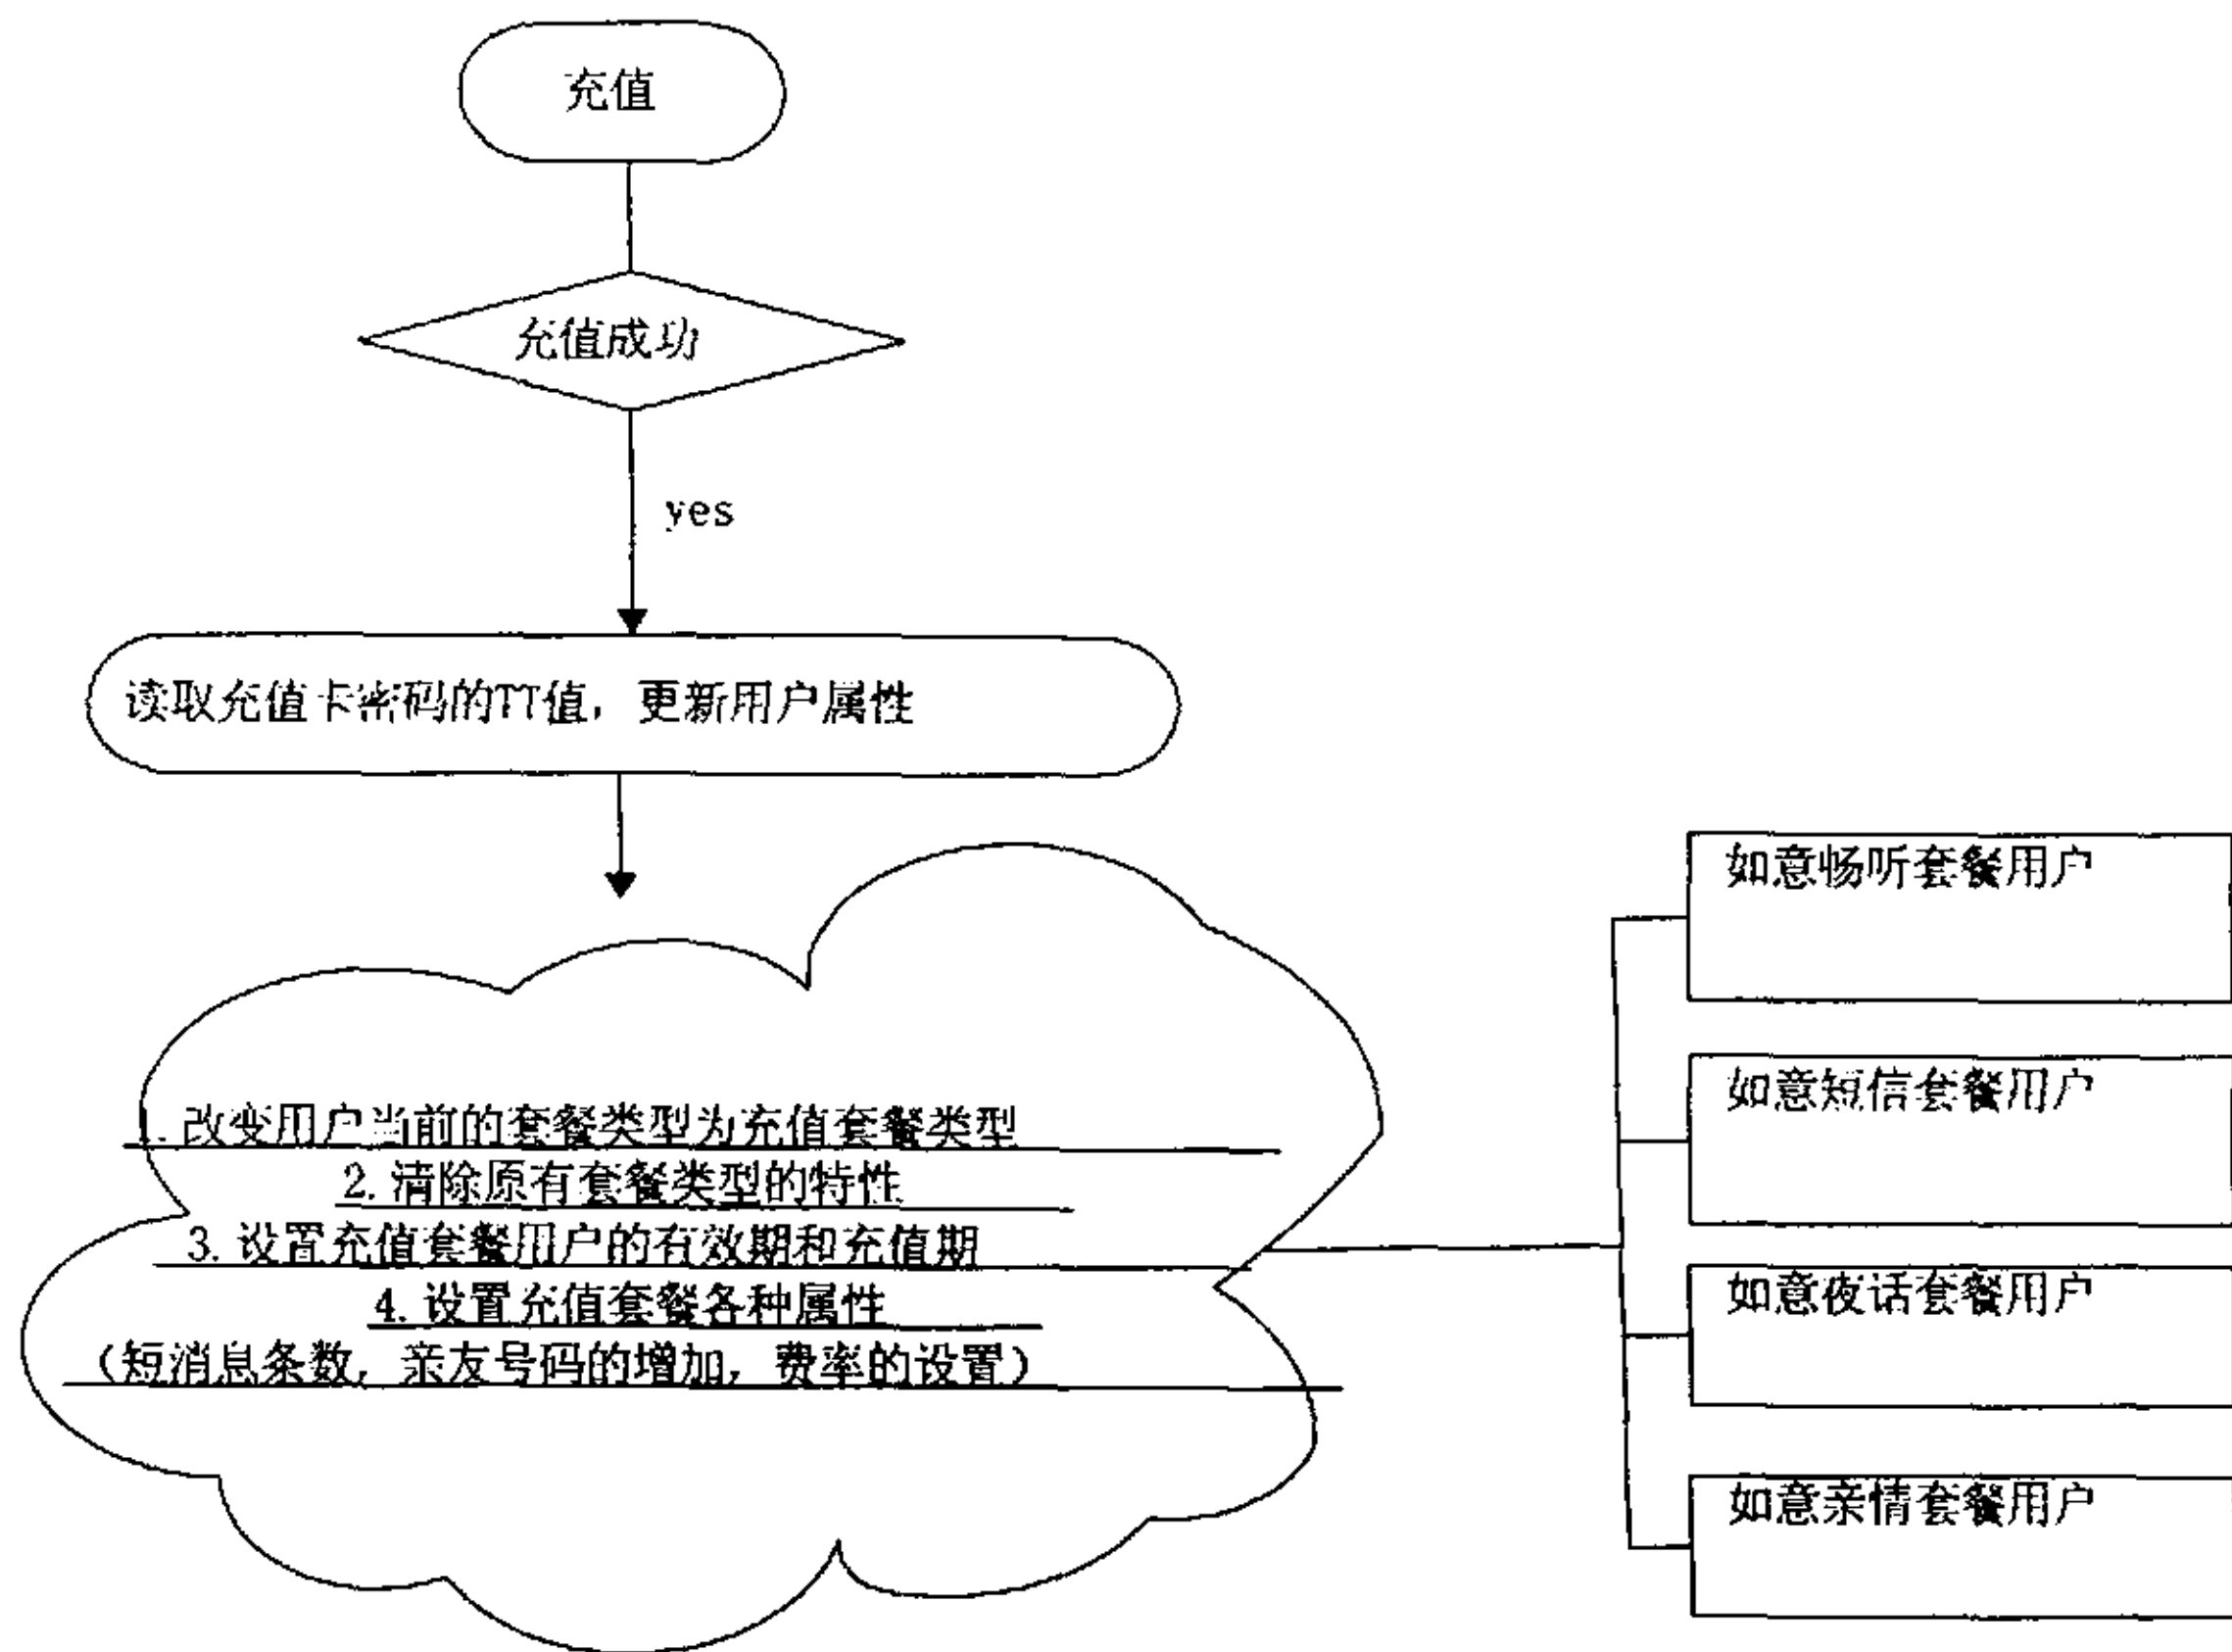 充值
充值成功
yes
读取充值卡密码的TT值，更新用户属性
1. 改变用户当前的套餐类型为充值套餐类型
2. 清除原有套餐类型的特性
3. 设置充值套餐用户的有效期和充值期
4. 设置充值套餐各种属性
（短消息条数，亲友号码的增加，费率的设置）
如意畅听套餐用户
如意短信套餐用户
如意夜话套餐用户
如意亲情套餐用户